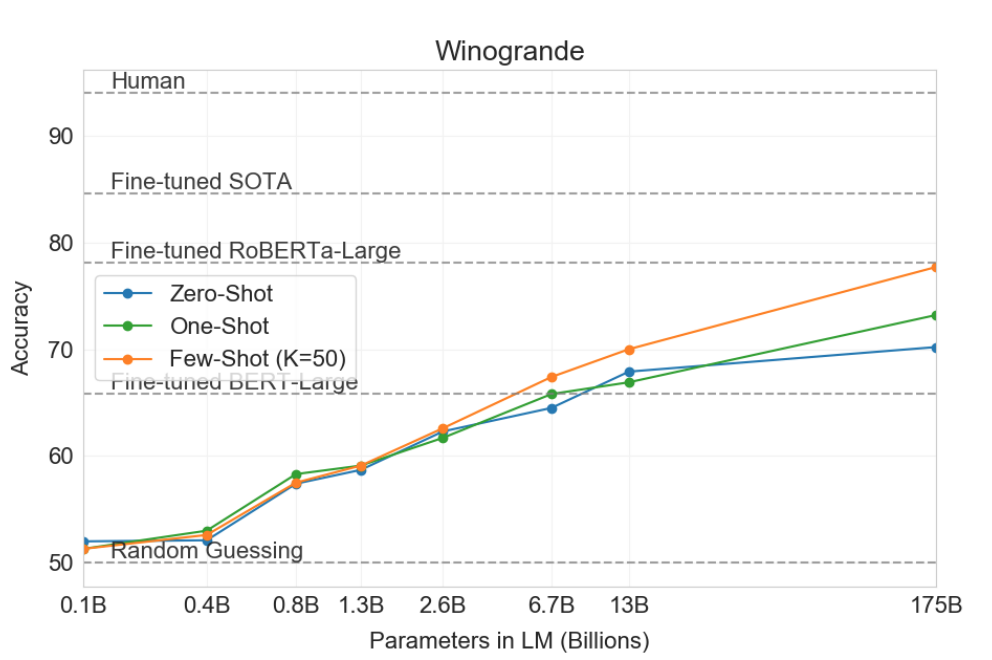 Winogrande
Human
90
Fine-tuned SOTA
80
Fine-tuned RoBERTa-Large
Zero-Shot
One-Shot
Few-Shot (K=50)
70
Fine-tuned BERT-Large
Accuracy
60
Random Guessing
50
0.1B 0.4B 0.8B 1.3B 2.6B 6.7B 13B 175B
Parameters in LM (Billions)